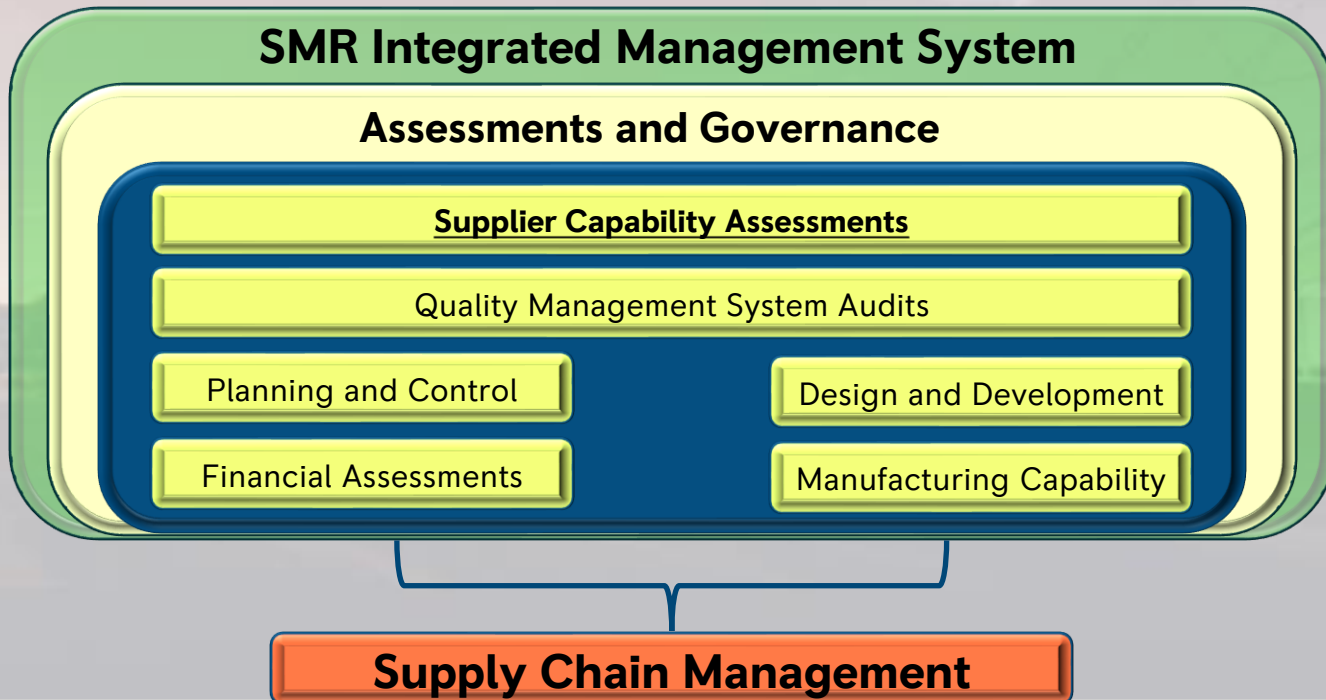 SMR Integrated Management System
Assessments and Governance
Supplier Capability Assessments
Quality Management System Audits
Planning and Control
Design and Development
Financial Assessments
Manufacturing Capability
Supply Chain Management